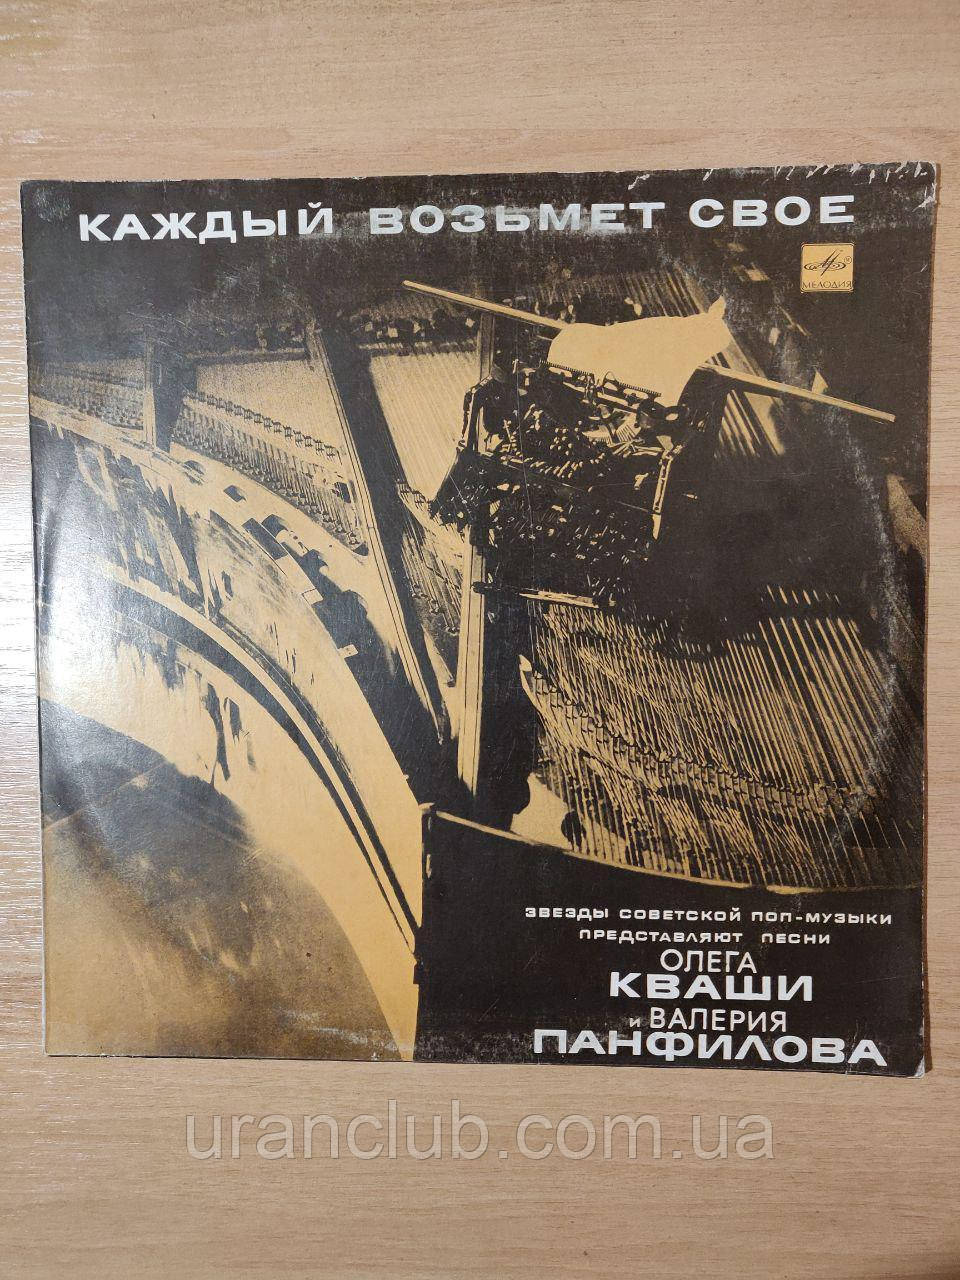 КАЖДЫЙ ВОЗЬМЕТ СВОЕ
МЕЛОДИЯ
ЗВЕЗДЫ СОВЕТСКОЙ ПОП-МУЗЫКИ
ПРЕДСТАВЛЯЮТ ПЕСНИ
ОЛЕГА
КВАШИ
и ВАЛЕРИЯ
ПАНФИЛОВА
uranclub.com.ua